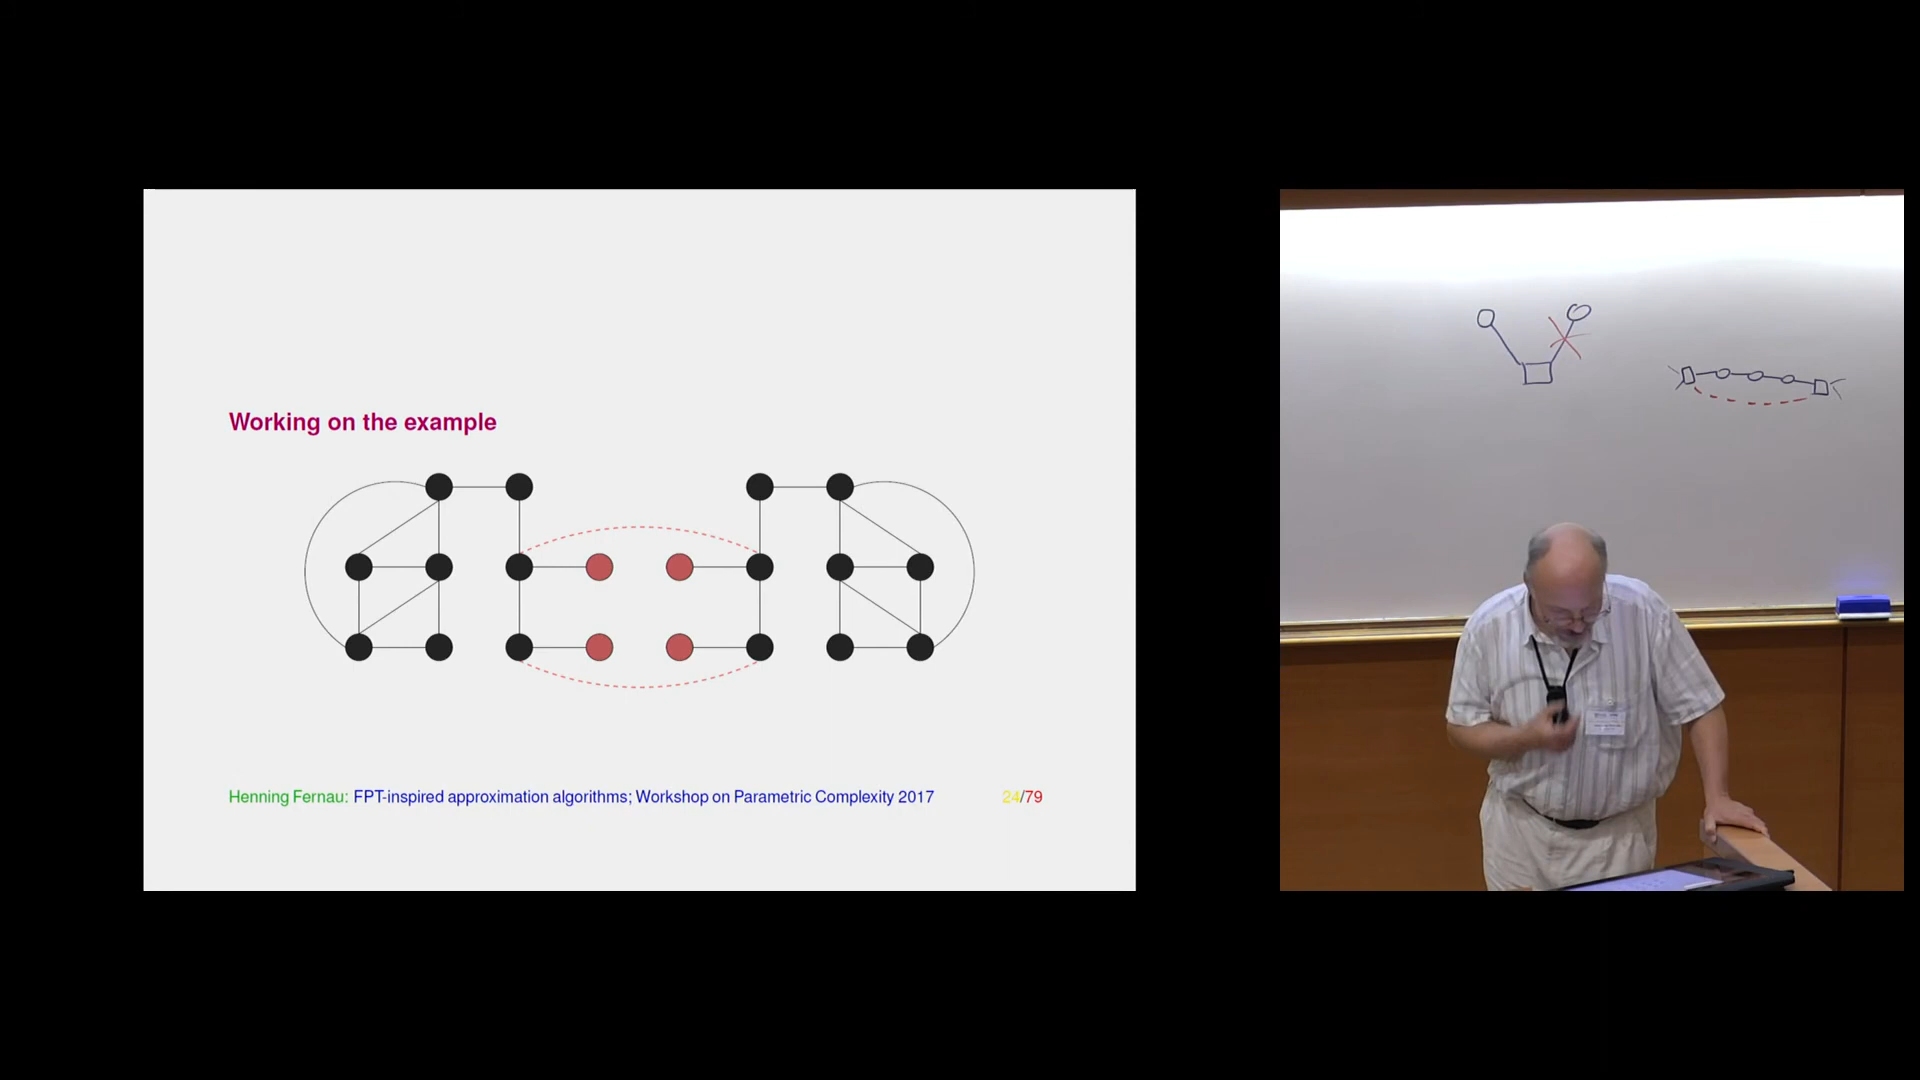 Working on the example
Henning Fernau: FPT-inspired approximation algorithms; Workshop on Parametric Complexity 2017 24/79